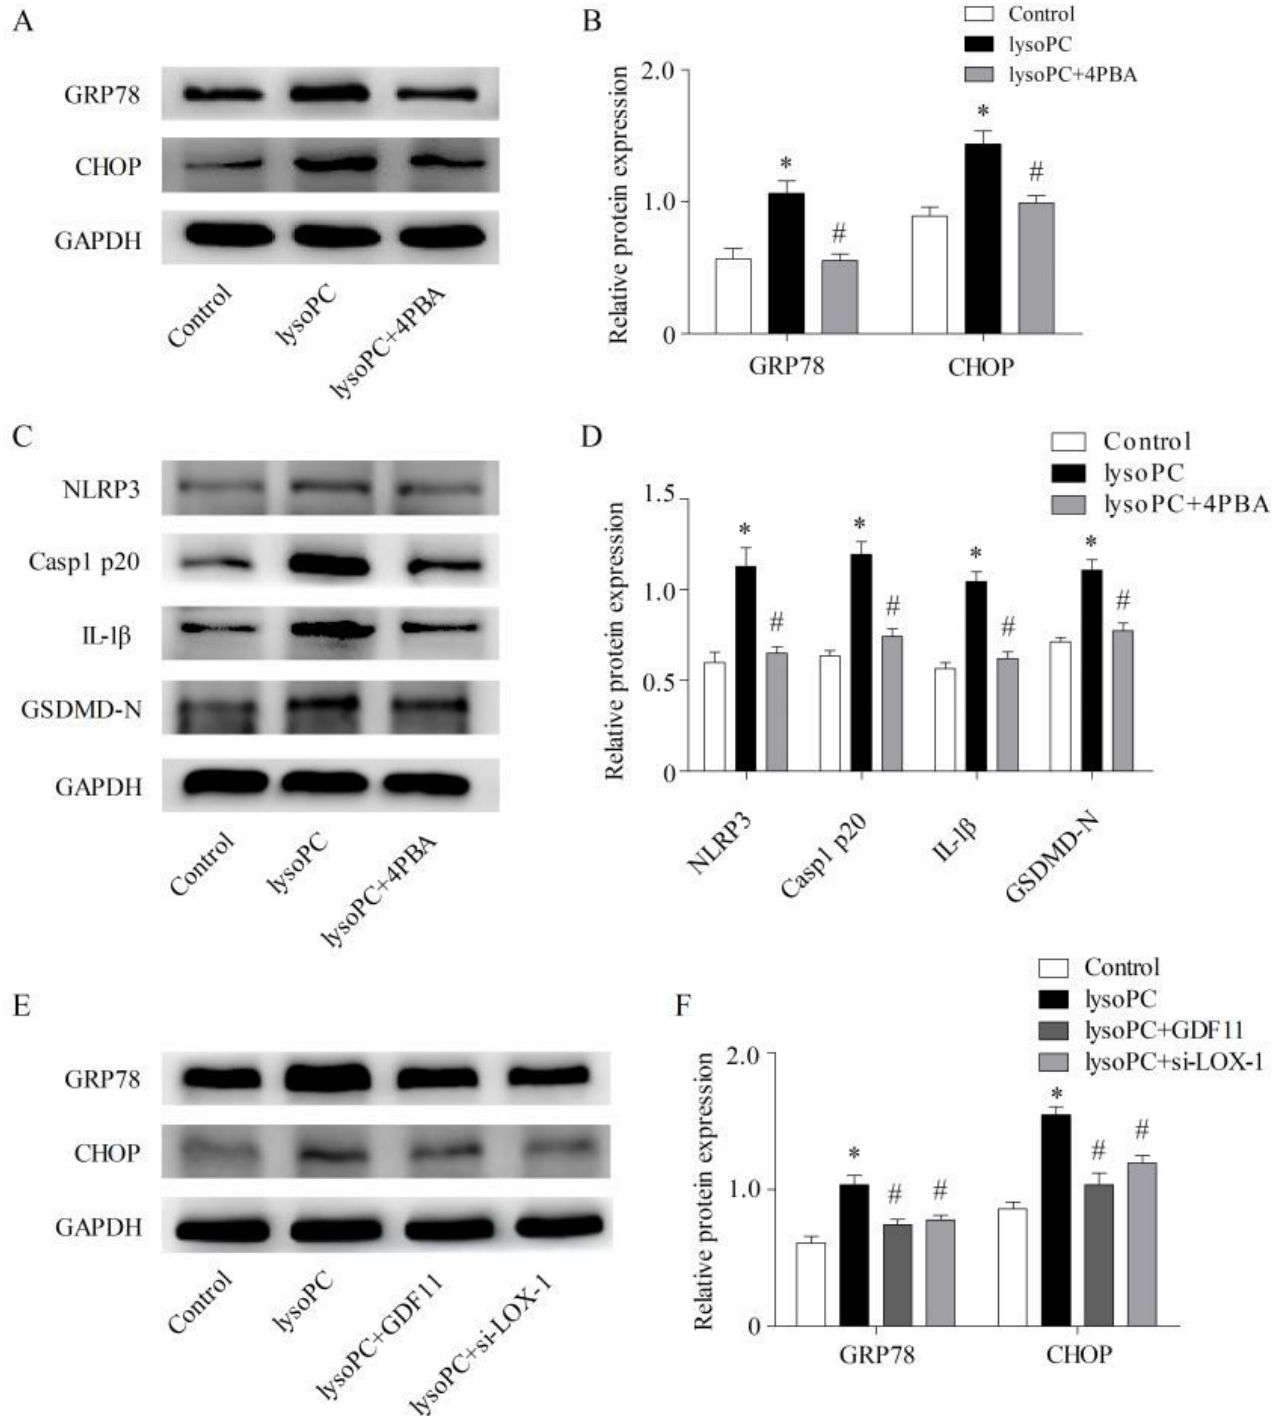 A
GRP78
CHOP
GAPDH
Control
lysoPC
lysoPC+4PBA
B
Control
lysoPC
lysoPC+4PBA
Relative protein expression
2.0
1.0
0
*
#
*
#
GRP78
CHOP
C
NLRP3
Casp1 p20
IL-1β
GSDMD-N
GAPDH
Control
lysoPC
lysoPC+4PBA
D
Control
lysoPC
lysoPC+4PBA
Relative protein expression
1.5
1.0
0.5
0
*
#
*
#
*
#
*
#
NLRP3
Casp1 p20
IL-1β
GSDMD-N
E
GRP78
CHOP
GAPDH
Control
lysoPC
lysoPC+GDF11
lysoPC+si-LOX-1
F
Control
lysoPC
lysoPC+GDF11
lysoPC+si-LOX-1
Relative protein expression
2.0
1.0
0
*
#
#
*
#
#
GRP78
CHOP